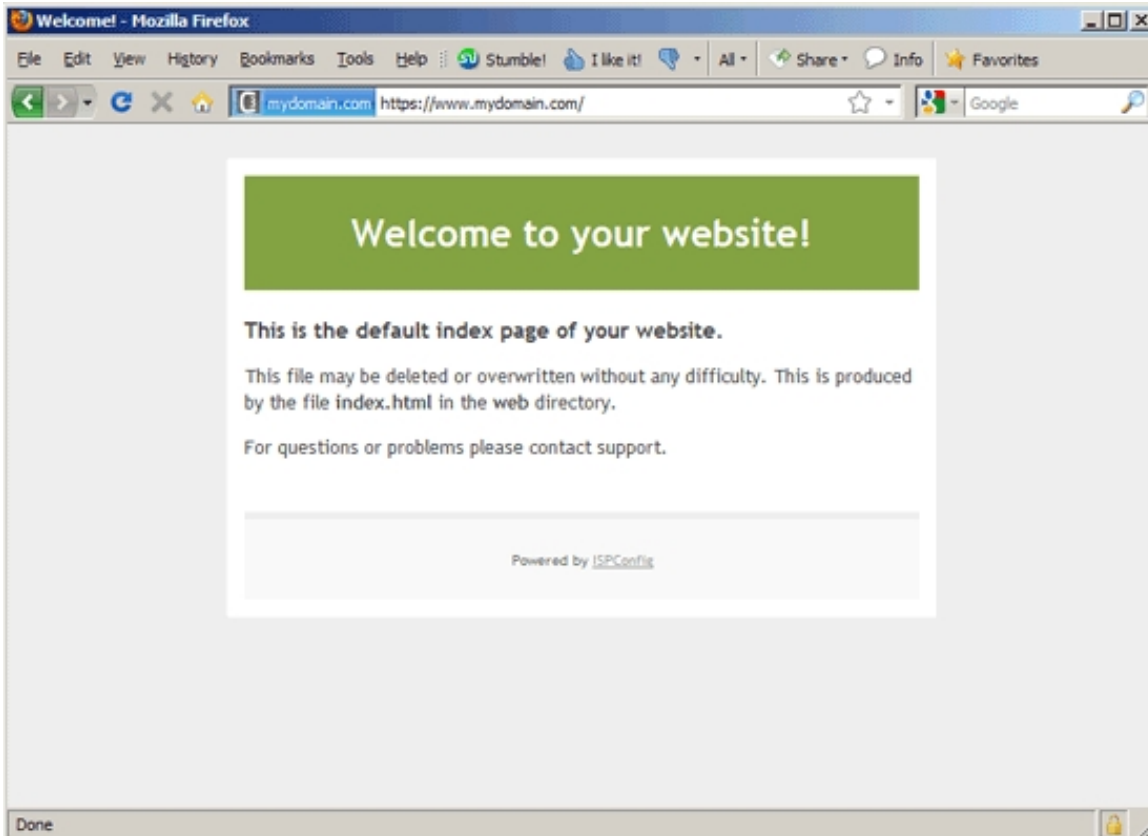 Welcome! - Mozilla Firefox
File Edit View History Bookmarks Tools Help Stumble! I like it! All Share Info Favorites
mydomain.com https://www.mydomain.com/ Google
Welcome to your website!
This is the default index page of your website.
This file may be deleted or overwritten without any difficulty. This is produced
by the file index.html in the web directory.
For questions or problems please contact support.
Powered by ISPConfig
Done